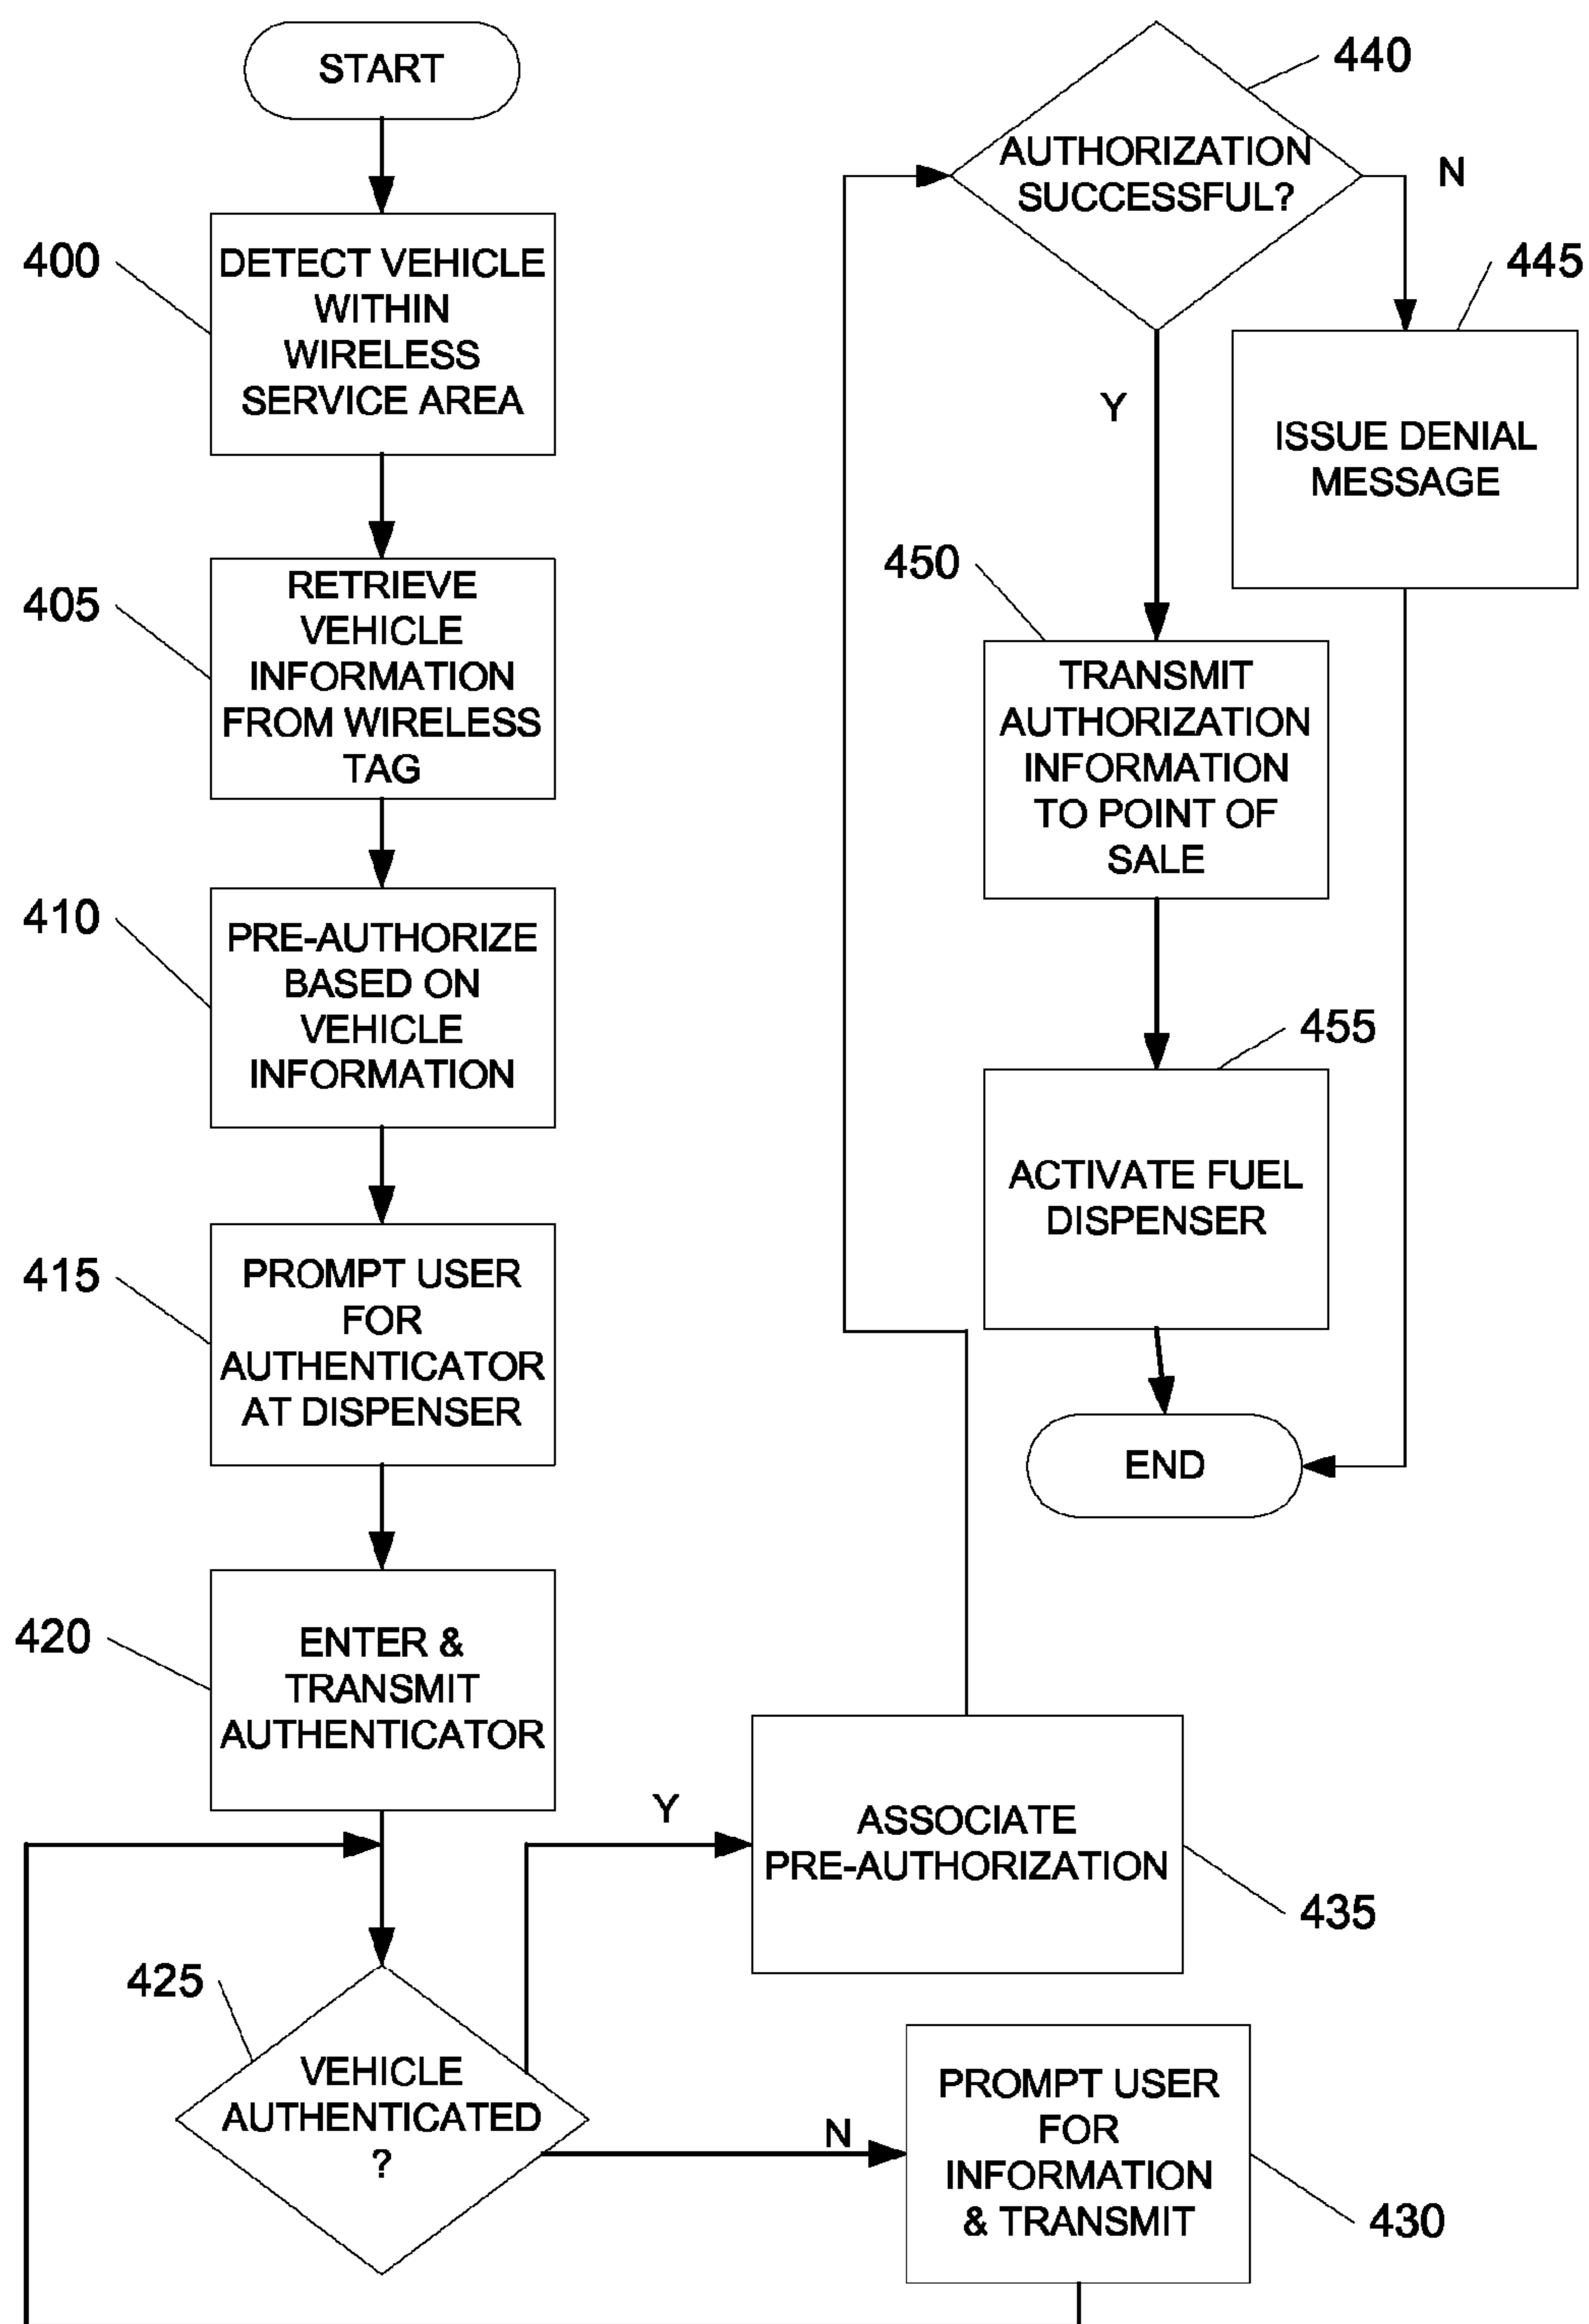 START
400
DETECT VEHICLE
WITHIN
WIRELESS
SERVICE AREA
405
RETRIEVE
VEHICLE
INFORMATION
FROM WIRELESS
TAG
410
PRE-AUTHORIZE
BASED ON
VEHICLE
INFORMATION
415
PROMPT USER
FOR
AUTHENTICATOR
AT DISPENSER
420
ENTER &
TRANSMIT
AUTHENTICATOR
425
VEHICLE
AUTHENTICATED
?
Y
N
ASSOCIATE
PRE-AUTHORIZATION
435
PROMPT USER
FOR
INFORMATION
& TRANSMIT
430
440
AUTHORIZATION
SUCCESSFUL?
N
Y
445
ISSUE DENIAL
MESSAGE
450
TRANSMIT
AUTHORIZATION
INFORMATION
TO POINT OF
SALE
455
ACTIVATE FUEL
DISPENSER
END